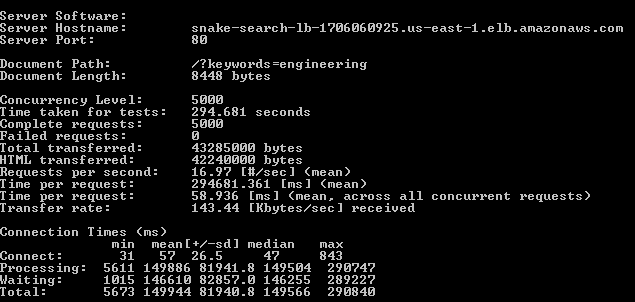 Server Software:
Server Hostname: snake-search-lb-1706060925.us-east-1.elb.amazonaws.com
Server Port: 80
Document Path: /?keywords=engineering
Document Length: 8448 bytes
Concurrency Level: 5000
Time taken for tests: 294.681 seconds
Complete requests: 5000
Failed requests: 0
Total transferred: 43285000 bytes
HTML transferred: 42240000 bytes
Requests per second: 16.97 [#/sec] (mean)
Time per request: 294681.361 [ms] (mean)
Time per request: 58.936 [ms] (mean, across all concurrent requests)
Transfer rate: 143.44 [Kbytes/sec] received
Connection Times (ms)
min mean[+/-sd] median max
Connect: 31 57 26.5 47 843
Processing: 5611 149886 81941.8 149504 290747
Waiting: 1015 146610 82857.0 146255 289227
Total: 5673 149944 81940.8 149566 290840